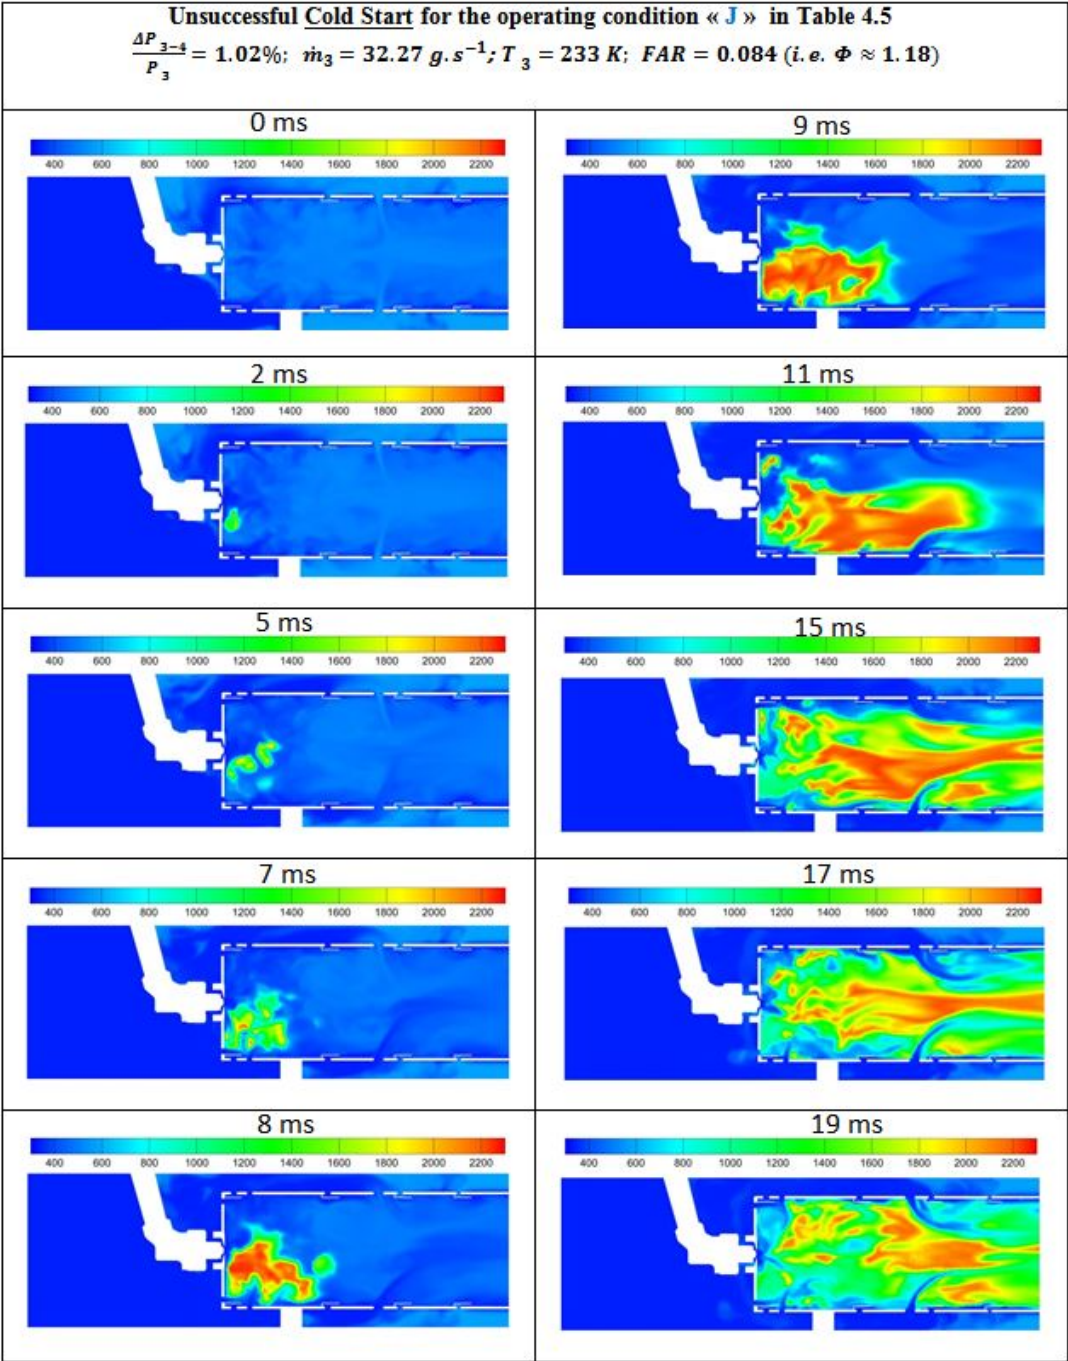 Unsuccessful Cold Start for the operating condition « J » in Table 4.5
ΔP 3−4 / P 3 = 1.02%; ṁ3 = 32.27 g.s−1; T 3 = 233 K; FAR = 0.084 (i.e. Φ ≈ 1.18)
0 ms
400 600 800 1000 1200 1400 1600 1800 2000 2200
9 ms
400 600 800 1000 1200 1400 1600 1800 2000 2200
2 ms
400 600 800 1000 1200 1400 1600 1800 2000 2200
11 ms
400 600 800 1000 1200 1400 1600 1800 2000 2200
5 ms
400 600 800 1000 1200 1400 1600 1800 2000 2200
15 ms
400 600 800 1000 1200 1400 1600 1800 2000 2200
7 ms
400 600 800 1000 1200 1400 1600 1800 2000 2200
17 ms
400 600 800 1000 1200 1400 1600 1800 2000 2200
8 ms
400 600 800 1000 1200 1400 1600 1800 2000 2200
19 ms
400 600 800 1000 1200 1400 1600 1800 2000 2200